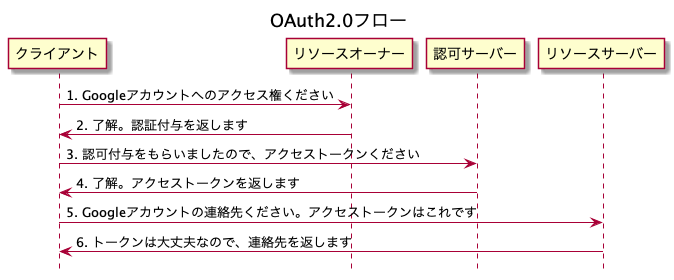 OAuth2.0フロー
クライアント
リソースオーナー
認可サーバー
リソースサーバー
1. Googleアカウントへのアクセス権ください
2. 了解。認証付与を返します
3. 認可付与をもらいましたので、アクセストークンください
4. 了解。アクセストークンを返します
5. Googleアカウントの連絡先ください。アクセストークンはこれです
6. トークンは大丈夫なので、連絡先を返します